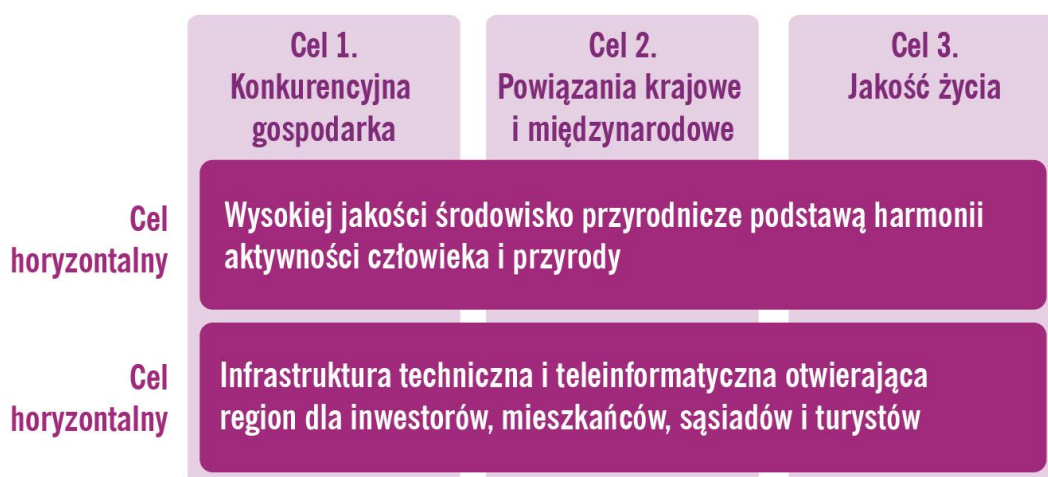 Cel 1.
Konkurencyjna
gospodarka
Cel 2.
Powiązania krajowe
i międzynarodowe
Cel 3.
Jakość życia
Cel
horyzontalny
Wysokiej jakości środowisko przyrodnicze podstawą harmonii
aktywności człowieka i przyrody
Cel
horyzontalny
Infrastruktura techniczna i teleinformatyczna otwierająca
region dla inwestorów, mieszkańców, sąsiadów i turystów